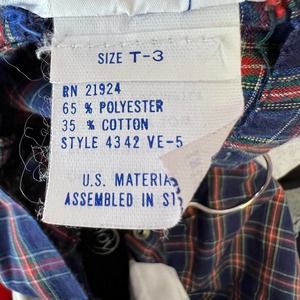 SIZE T-3
RN 21924
65 % POLYESTER
35 % COTTON
STYLE 4342 VE-5
U.S. MATERIA
ASSEMBLED IN ST